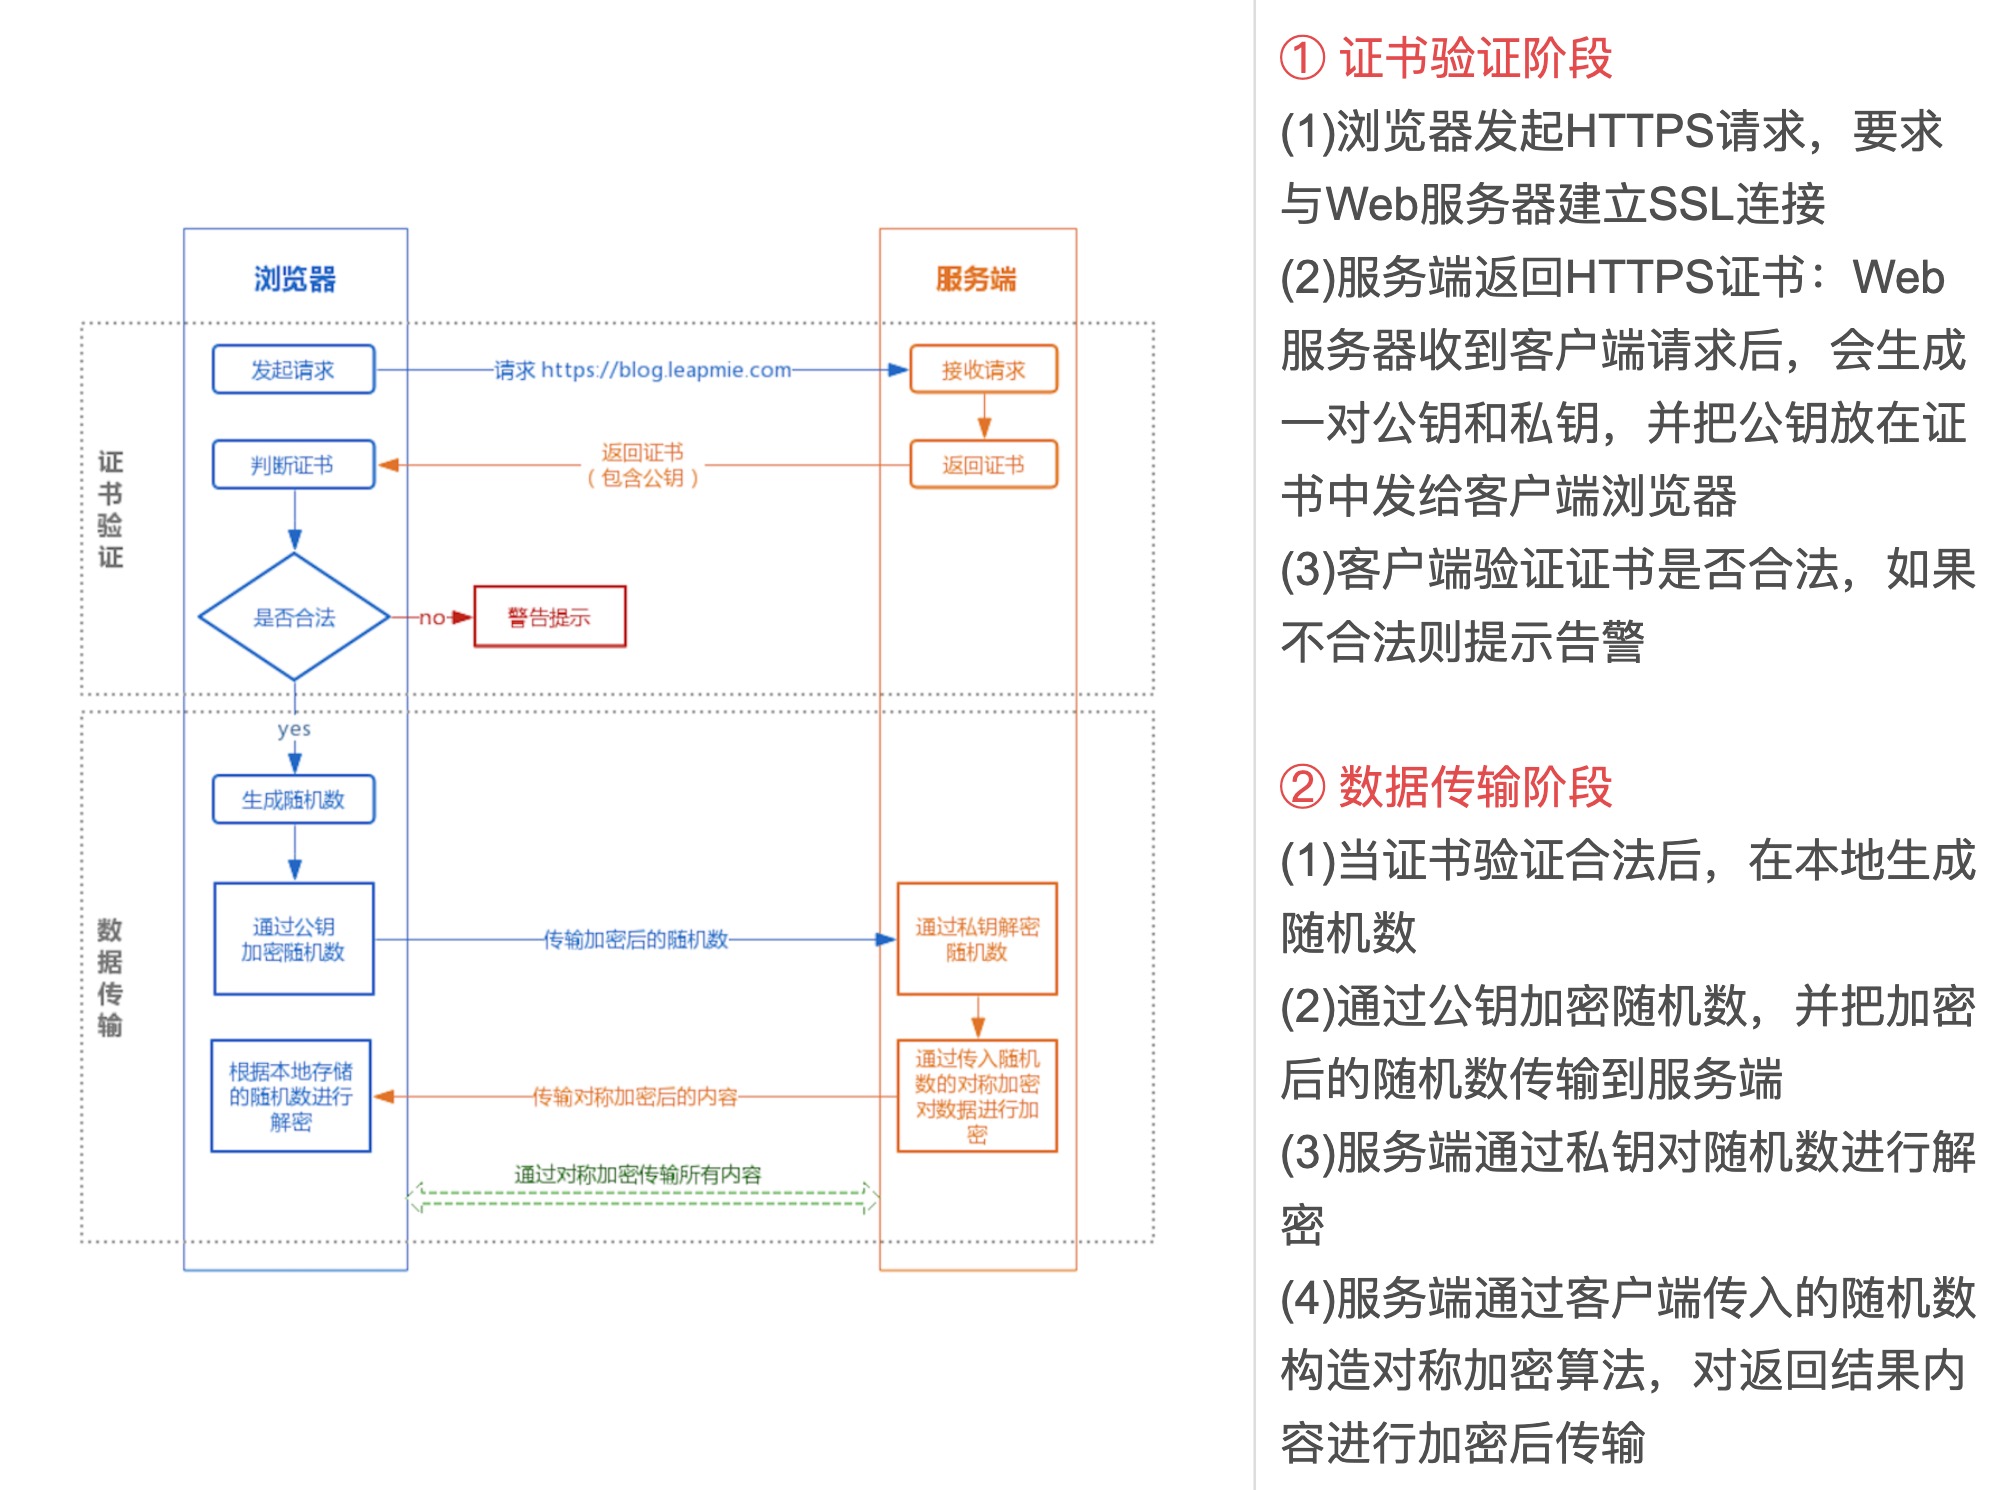 浏览器
服务端
证书验证
发起请求
请求 https://blog.leapmie.com
接收请求
判断证书
返回证书
（包含公钥）
返回证书
是否合法
no
警告提示
yes
数据传输
生成随机数
通过公钥
加密随机数
传输加密后的随机数
通过私钥解密
随机数
根据本地存储
的随机数进行
解密
传输对称加密后的内容
通过传入随机
数的对称加密
对数据进行加
密
通过对称加密传输所有内容
① 证书验证阶段
(1)浏览器发起HTTPS请求，要求
与Web服务器建立SSL连接
(2)服务端返回HTTPS证书：Web
服务器收到客户端请求后，会生成
一对公钥和私钥，并把公钥放在证
书中发给客户端浏览器
(3)客户端验证证书是否合法，如果
不合法则提示告警
② 数据传输阶段
(1)当证书验证合法后，在本地生成
随机数
(2)通过公钥加密随机数，并把加密
后的随机数传输到服务端
(3)服务端通过私钥对随机数进行解
密
(4)服务端通过客户端传入的随机数
构造对称加密算法，对返回结果内
容进行加密后传输